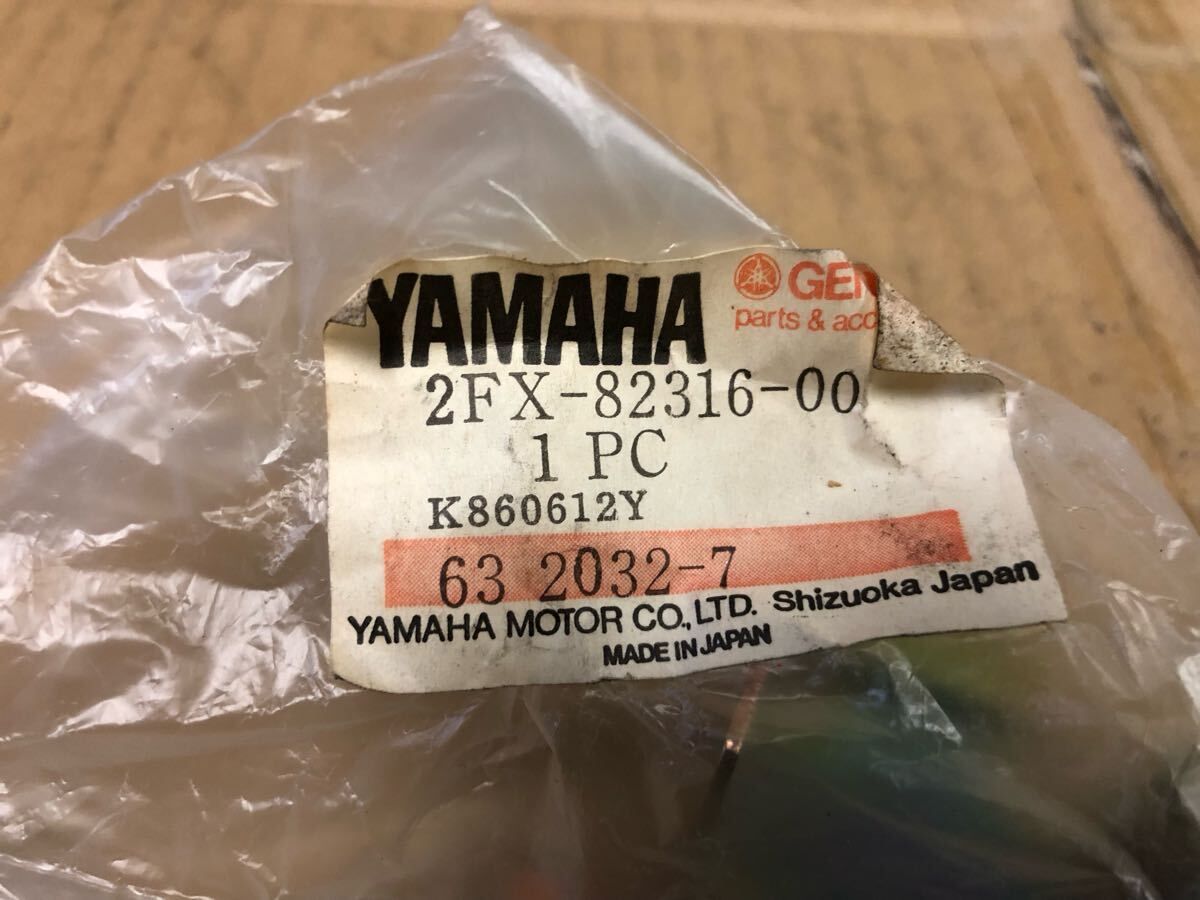 YAMAHA
GEN
parts & acc
2FX-82316-00
1 PC
K860612Y
63 2032-7
YAMAHA MOTOR CO., LTD. Shizuoka Japan
MADE IN JAPAN